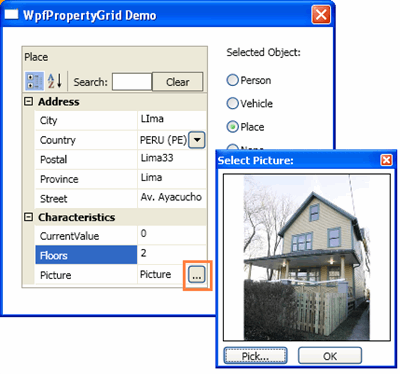 WpfPropertyGrid Demo
Place
Selected Object:
Search:
Clear
Person
Address
Vehicle
City LIma
Place
Country PERU (PE)
Postal Lima33
Province Lima
Street Av. Ayacucho
Characteristics
CurrentValue 0
Floors 2
Picture Picture ...
Select Picture:
Pick...
OK